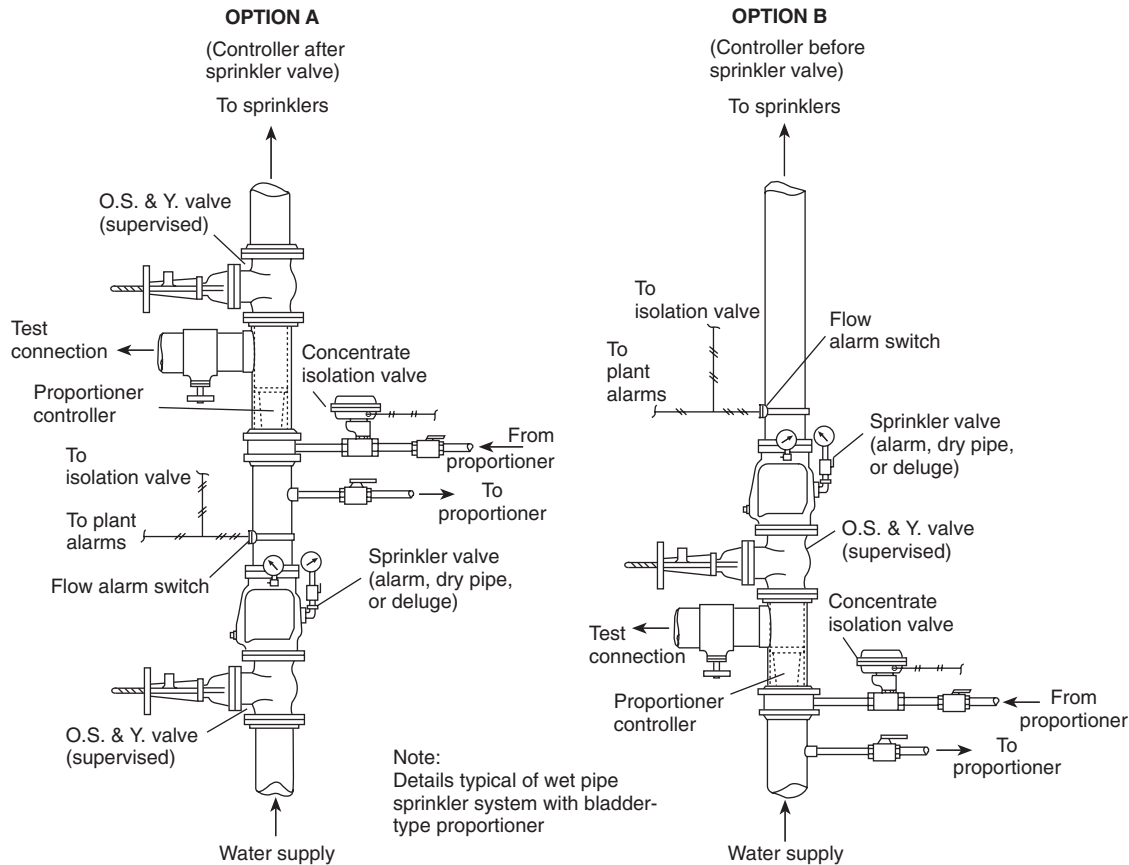 OPTION A
(Controller after
sprinkler valve)
To sprinklers
O.S. & Y. valve
(supervised)
Test
connection
Concentrate
isolation valve
Proportioner
controller
From
proportioner
To
isolation valve
To
proportioner
To plant
alarms
Flow alarm switch
Sprinkler valve
(alarm, dry pipe,
or deluge)
O.S. & Y. valve
(supervised)
Water supply
Note:
Details typical of wet pipe
sprinkler system with bladder-
type proportioner
OPTION B
(Controller before
sprinkler valve)
To sprinklers
To
isolation valve
Flow
alarm switch
To
plant
alarms
Sprinkler valve
(alarm, dry pipe,
or deluge)
O.S. & Y. valve
(supervised)
Concentrate
isolation valve
Test
connection
Proportioner
controller
From
proportioner
To
proportioner
Water supply